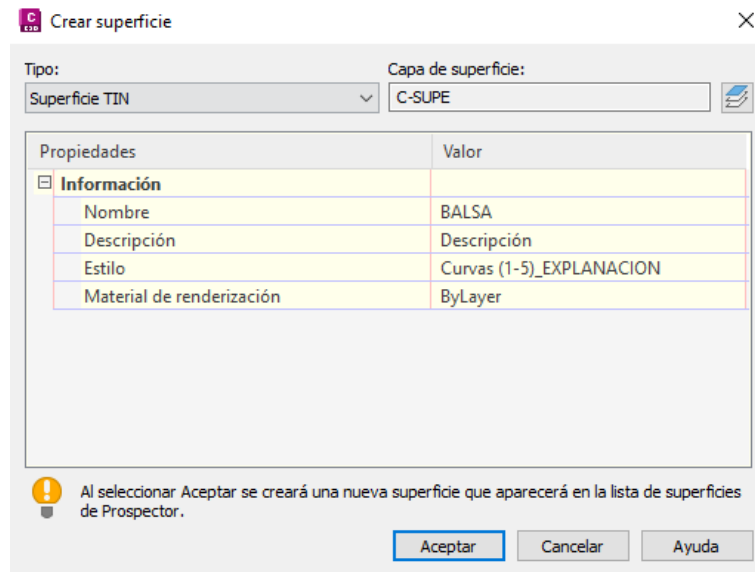 C
C3D
Crear superficie
Tipo:
Capa de superficie:
Superficie TIN
C-SUPE
Propiedades Valor
Información
Nombre BALSA
Descripción Descripción
Estilo Curvas (1-5)_EXPLANACION
Material de renderización ByLayer
Al seleccionar Aceptar se creará una nueva superficie que aparecerá en la lista de superficies
de Prospector.
Aceptar Cancelar Ayuda